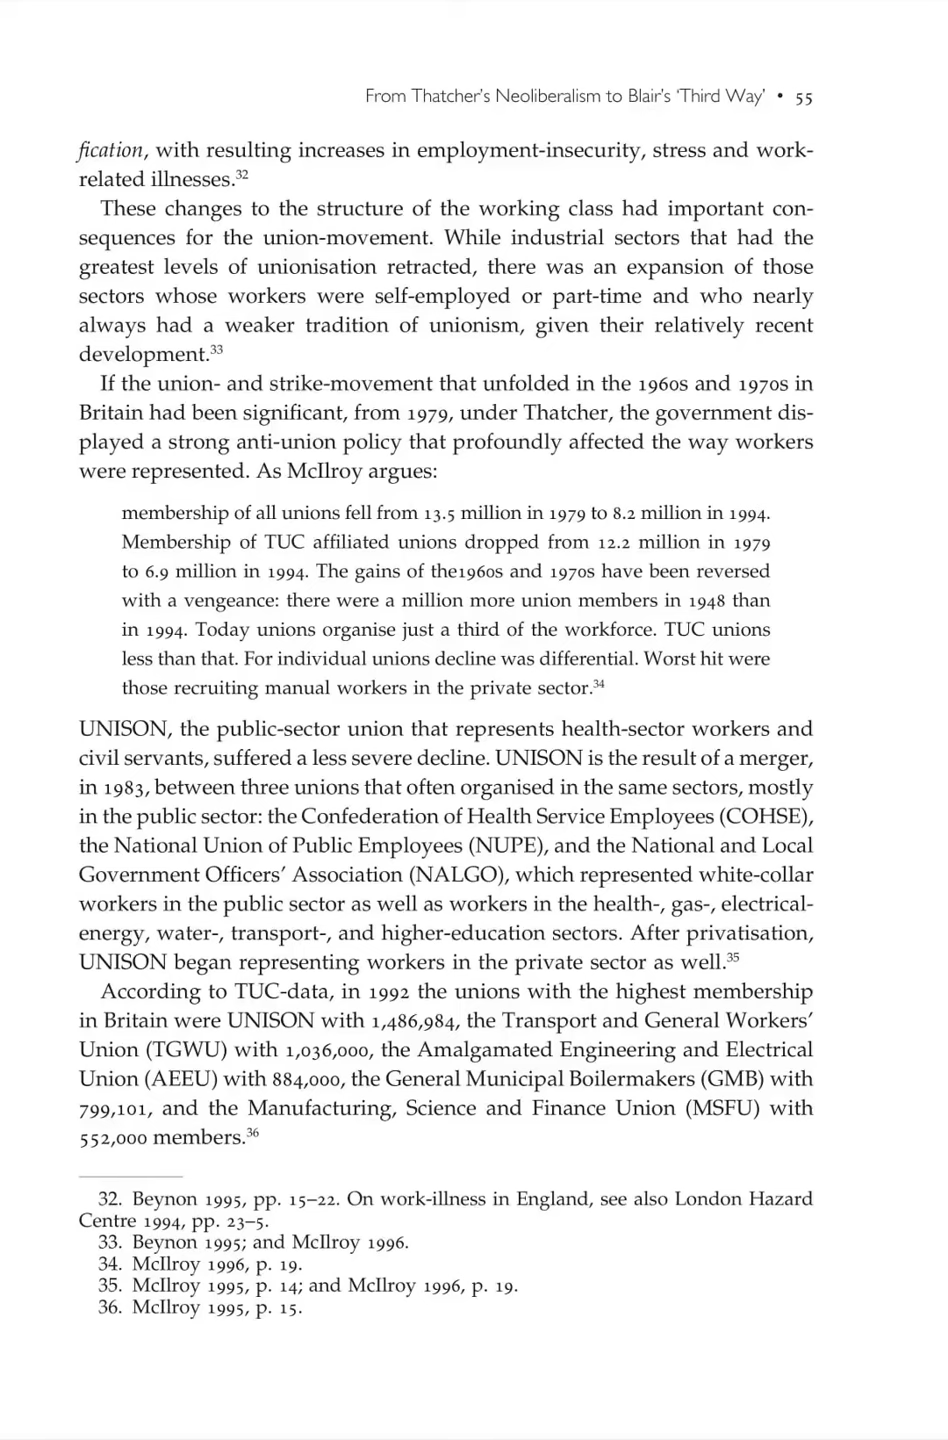 From Thatcher's Neoliberalism to Blair's 'Third Way' • 55
fication, with resulting increases in employment-insecurity, stress and work-
related illnesses.32
These changes to the structure of the working class had important con-
sequences for the union-movement. While industrial sectors that had the
greatest levels of unionisation retracted, there was an expansion of those
sectors whose workers were self-employed or part-time and who nearly
always had a weaker tradition of unionism, given their relatively recent
development.33
If the union- and strike-movement that unfolded in the 1960s and 1970s in
Britain had been significant, from 1979, under Thatcher, the government dis-
played a strong anti-union policy that profoundly affected the way workers
were represented. As McIlroy argues:
membership of all unions fell from 13.5 million in 1979 to 8.2 million in 1994.
Membership of TUC affiliated unions dropped from 12.2 million in 1979
to 6.9 million in 1994. The gains of the1960s and 1970s have been reversed
with a vengeance: there were a million more union members in 1948 than
in 1994. Today unions organise just a third of the workforce. TUC unions
less than that. For individual unions decline was differential. Worst hit were
those recruiting manual workers in the private sector.34
UNISON, the public-sector union that represents health-sector workers and
civil servants, suffered a less severe decline. UNISON is the result of a merger,
in 1983, between three unions that often organised in the same sectors, mostly
in the public sector: the Confederation of Health Service Employees (COHSE),
the National Union of Public Employees (NUPE), and the National and Local
Government Officers' Association (NALGO), which represented white-collar
workers in the public sector as well as workers in the health-, gas-, electrical-
energy, water-, transport-, and higher-education sectors. After privatisation,
UNISON began representing workers in the private sector as well.35
According to TUC-data, in 1992 the unions with the highest membership
in Britain were UNISON with 1,486,984, the Transport and General Workers'
Union (TGWU) with 1,036,000, the Amalgamated Engineering and Electrical
Union (AEEU) with 884,000, the General Municipal Boilermakers (GMB) with
799,101, and the Manufacturing, Science and Finance Union (MSFU) with
552,000 members.36
32. Beynon 1995, pp. 15–22. On work-illness in England, see also London Hazard
Centre 1994, pp. 23–5.
33. Beynon 1995; and McIlroy 1996.
34. McIlroy 1996, p. 19.
35. McIlroy 1995, p. 14; and McIlroy 1996, p. 19.
36. McIlroy 1995, p. 15.